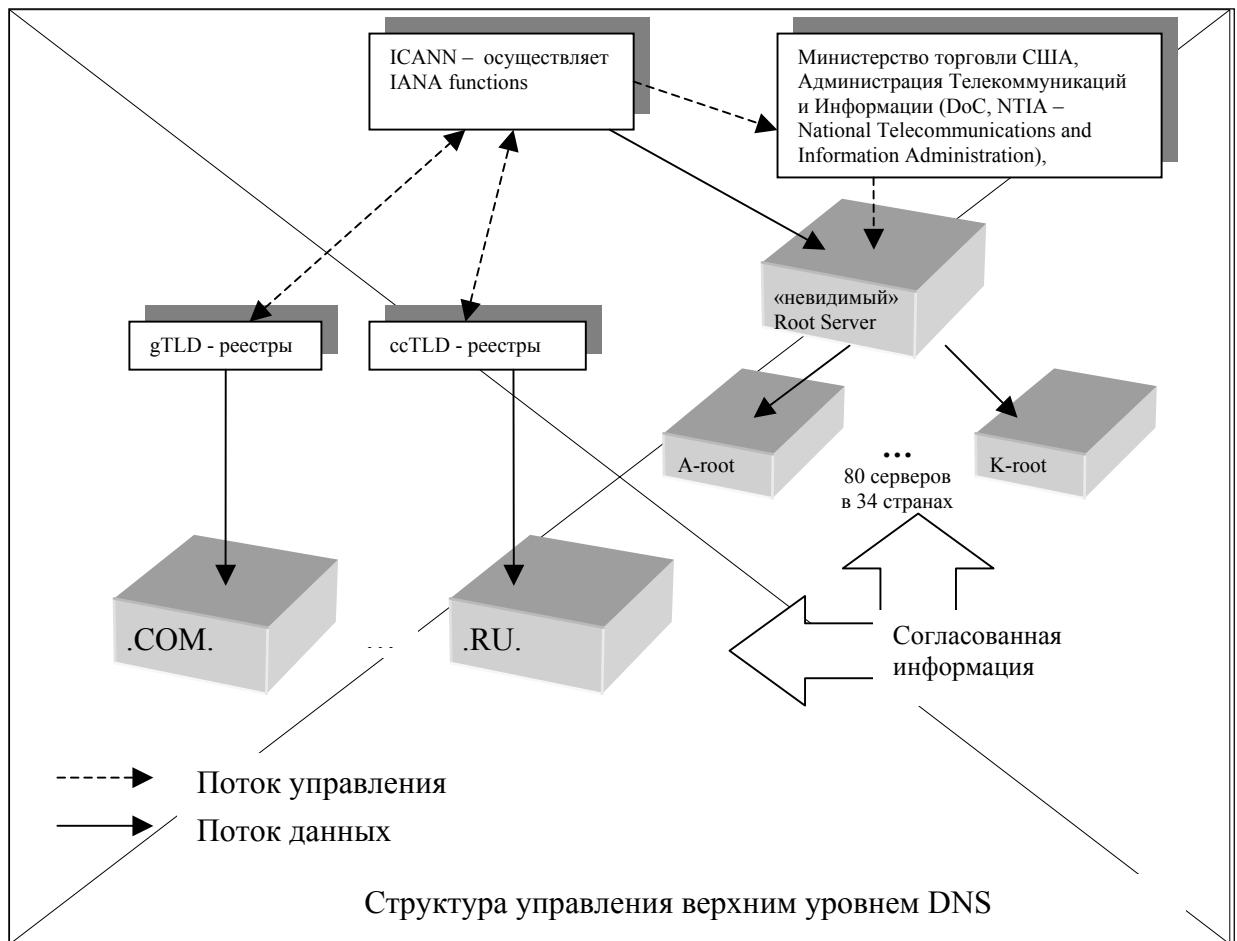 ICANN – осуществляет
IANA functions
Министерство торговли США,
Администрация Телекоммуникаций
и Информации (DoC, NTIA –
National Telecommunications and
Information Administration),
«невидимый»
Root Server
gTLD - реестры
ccTLD - реестры
A-root
...
K-root
80 серверов
в 34 странах
.COM.
...
.RU.
Согласованная
информация
Поток управления
Поток данных
Структура управления верхним уровнем DNS